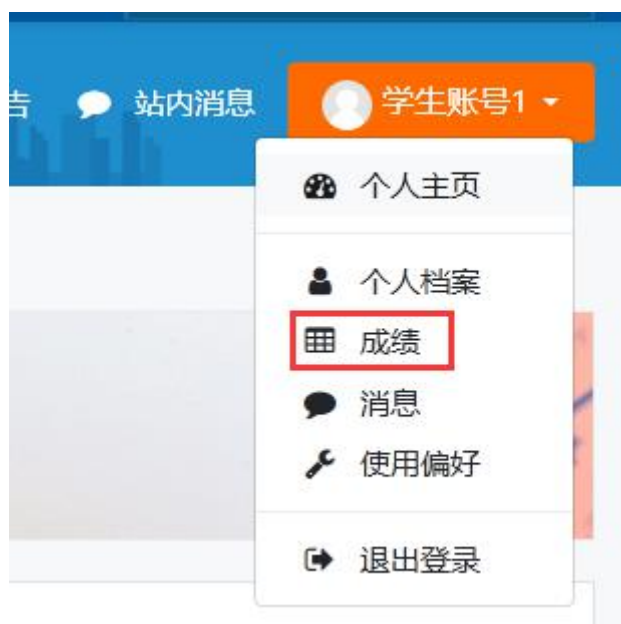 告 站内消息 学生账号1
个人主页
个人档案
成绩
消息
使用偏好
退出登录